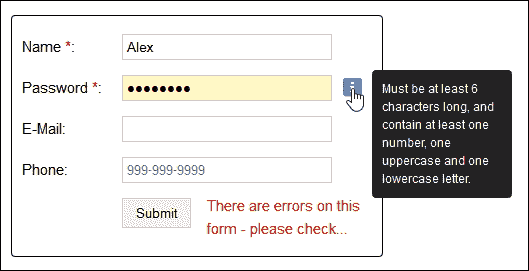 Name *:
Alex
Password *:
●●●●●●●●
i
Must be at least 6
characters long, and
contain at least one
number, one
uppercase and one
lowercase letter.
E-Mail:
Phone:
999-999-9999
Submit
There are errors on this
form - please check...